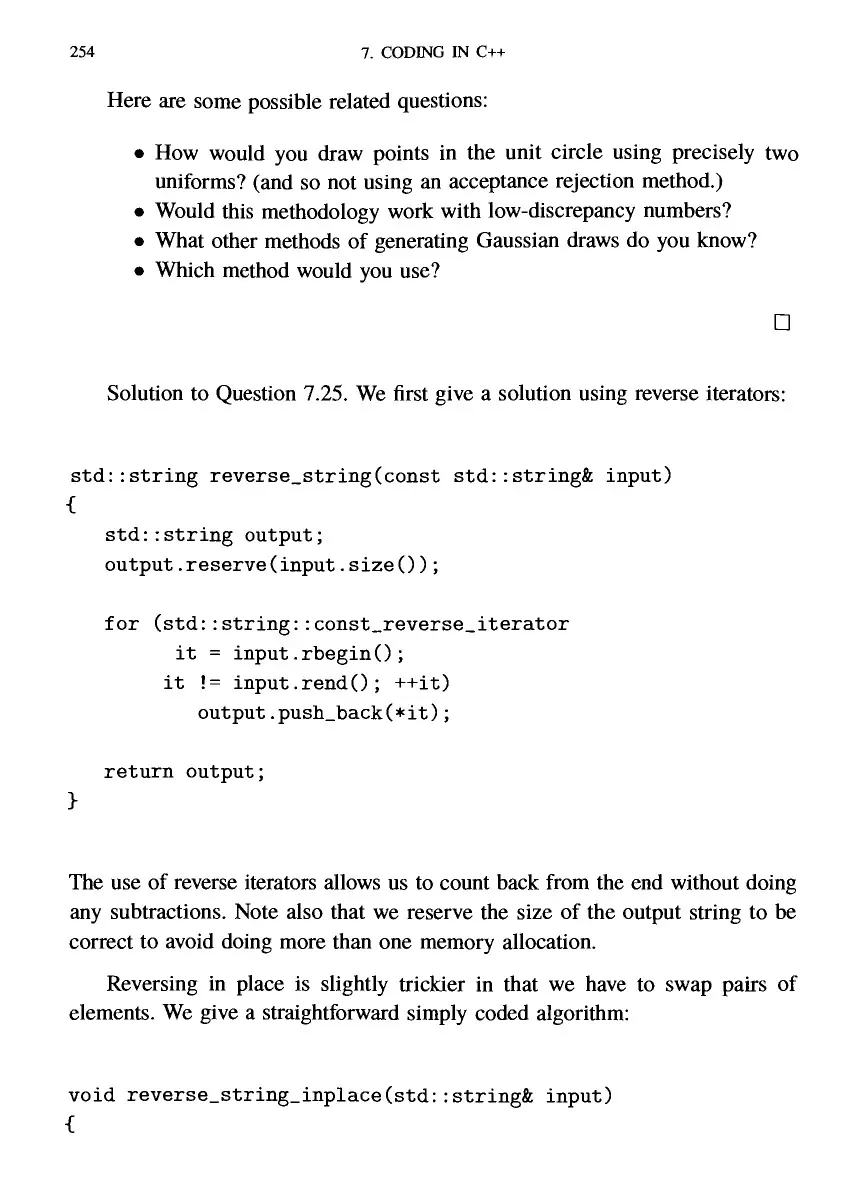 254 7. CODING IN C++
Here are some possible related questions:
• How would you draw points in the unit circle using precisely two
uniforms? (and so not using an acceptance rejection method.)
• Would this methodology work with low-discrepancy numbers?
• What other methods of generating Gaussian draws do you know?
• Which method would you use?
□
Solution to Question 7.25. We first give a solution using reverse iterators:
std::string reverse_string(const std::string& input)
{
std::string output;
output.reserve(input.size());
for (std::string::const_reverse_iterator
it = input.rbegin();
it != input.rend(); ++it)
output.push_back(*it);
return output;
}
The use of reverse iterators allows us to count back from the end without doing
any subtractions. Note also that we reserve the size of the output string to be
correct to avoid doing more than one memory allocation.
Reversing in place is slightly trickier in that we have to swap pairs of
elements. We give a straightforward simply coded algorithm:
void reverse_string_inplace(std::string& input)
{